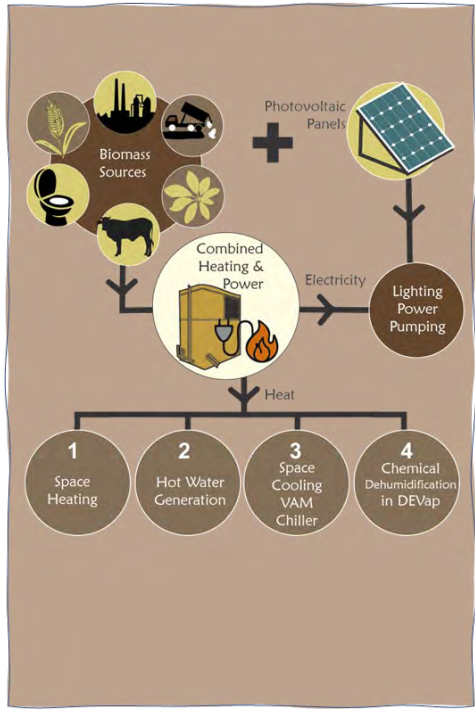 Photovoltaic
Panels
Biomass
Sources
Combined
Heating &
Power
Electricity
Lighting
Power
Pumping
Heat
1
Space
Heating
2
Hot Water
Generation
3
Space
Cooling
VAM
Chiller
4
Chemical
Dehumidification
in DEVap